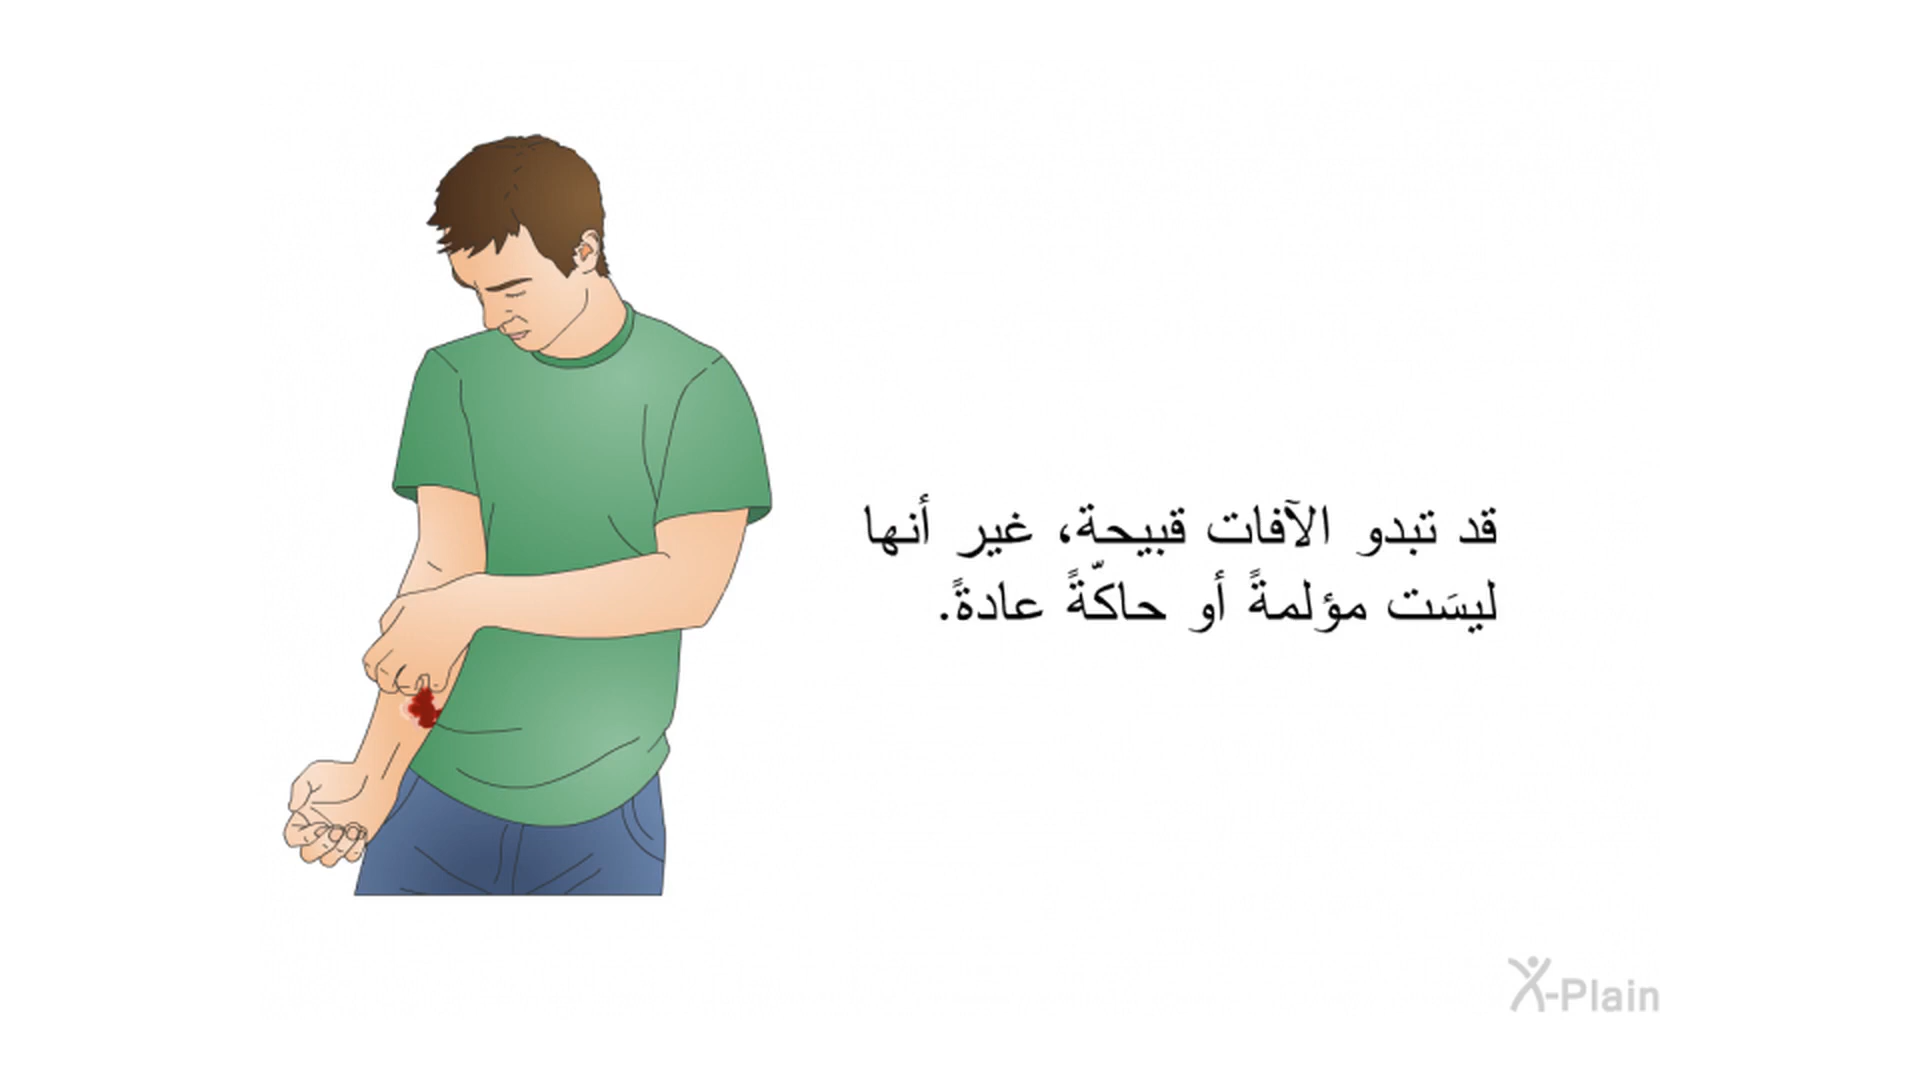 قد تبدو الآفات قبيحة، غير أنها
ليسَت مؤلمةً أو حاكّةً عادةً.
X-Plain